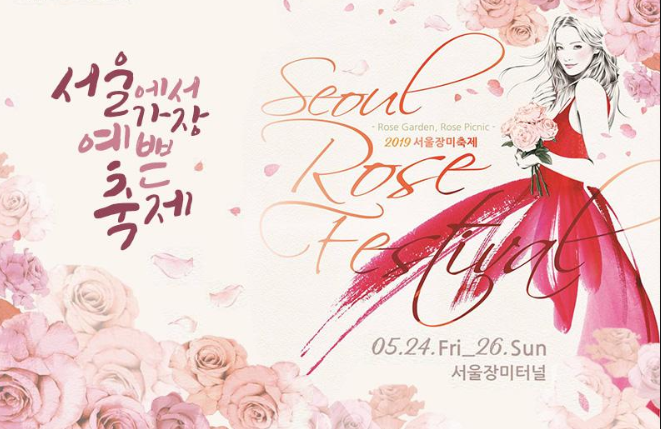 서울에서
가장
예쁜
축제
Seoul
- Rose Garden, Rose Picnic -
2019 서울장미축제
Rose
Festival
05.24.Fri_26.Sun
서울장미터널